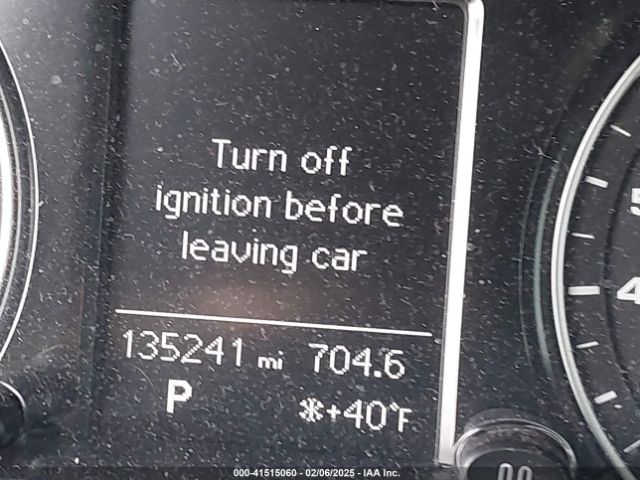 Turn off
ignition before
leaving car
135241 mi 704.6
P *+40°F
5
4
000-41515060 - 02/06/2025 - IAA Inc.